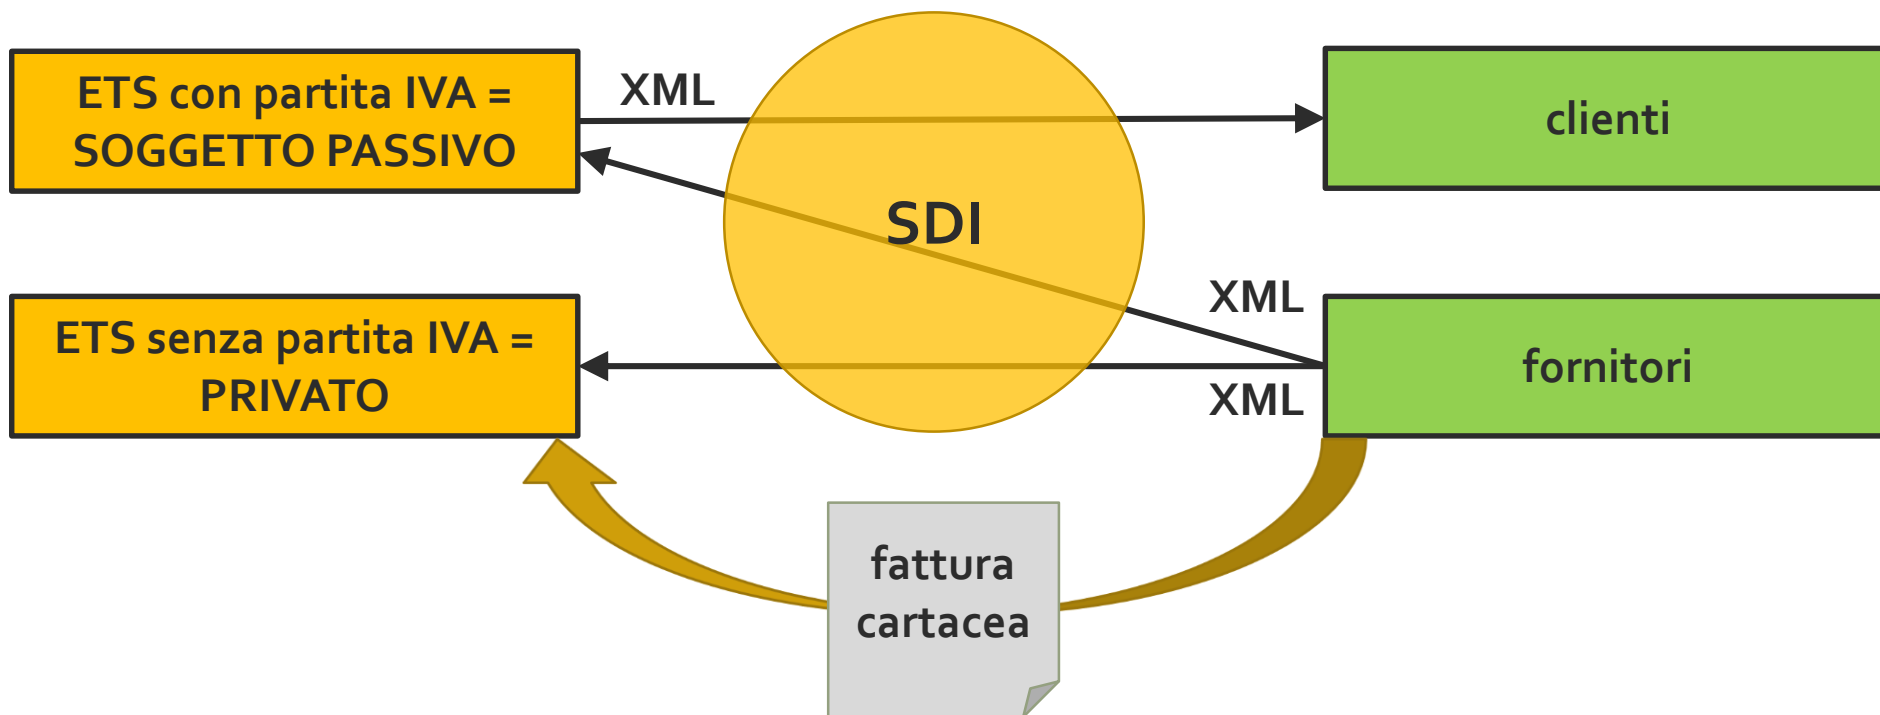 ETS con partita IVA =
SOGGETTO PASSIVO
XML
clienti
SDI
XML
ETS senza partita IVA =
PRIVATO
fornitori
XML
fattura
cartacea